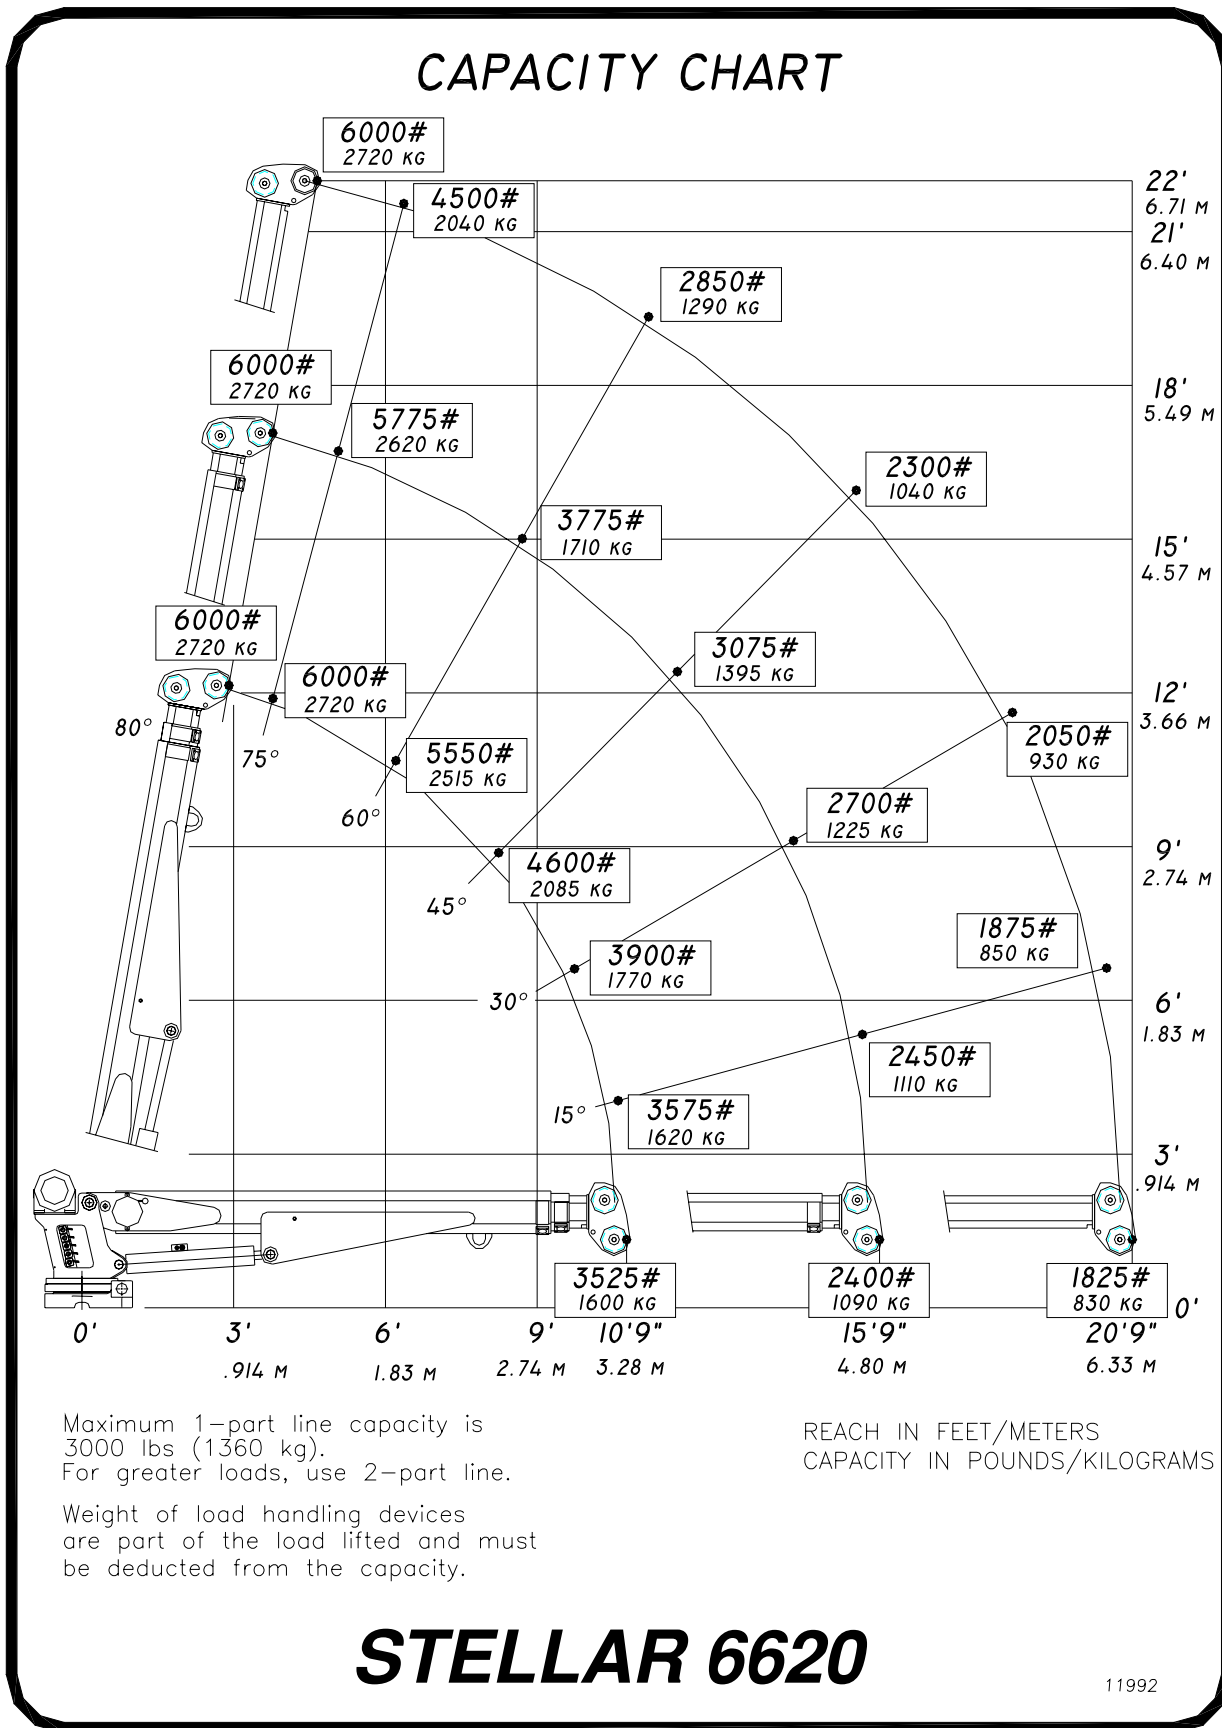 CAPACITY CHART
6000#
2720 KG
4500#
2040 KG
22'
6.71 M
21'
6.40 M
2850#
1290 KG
6000#
2720 KG
18'
5.49 M
5775#
2620 KG
2300#
1040 KG
3775#
1710 KG
15'
4.57 M
6000#
2720 KG
3075#
1395 KG
6000#
2720 KG
12'
3.66 M
80°
75°
2050#
930 KG
5550#
2515 KG
60°
2700#
1225 KG
9'
2.74 M
4600#
2085 KG
45°
1875#
850 KG
3900#
1770 KG
30°
6'
1.83 M
2450#
1110 KG
15°
3575#
1620 KG
3'
.914 M
3525#
1600 KG
2400#
1090 KG
1825#
830 KG
0'
0' 3' 6' 9' 10'9" 15'9" 20'9"
.914 M 1.83 M 2.74 M 3.28 M 4.80 M 6.33 M
Maximum 1-part line capacity is
3000 lbs (1360 kg).
For greater loads, use 2-part line.
Weight of load handling devices
are part of the load lifted and must
be deducted from the capacity.
REACH IN FEET/METERS
CAPACITY IN POUNDS/KILOGRAMS
STELLAR 6620
11992